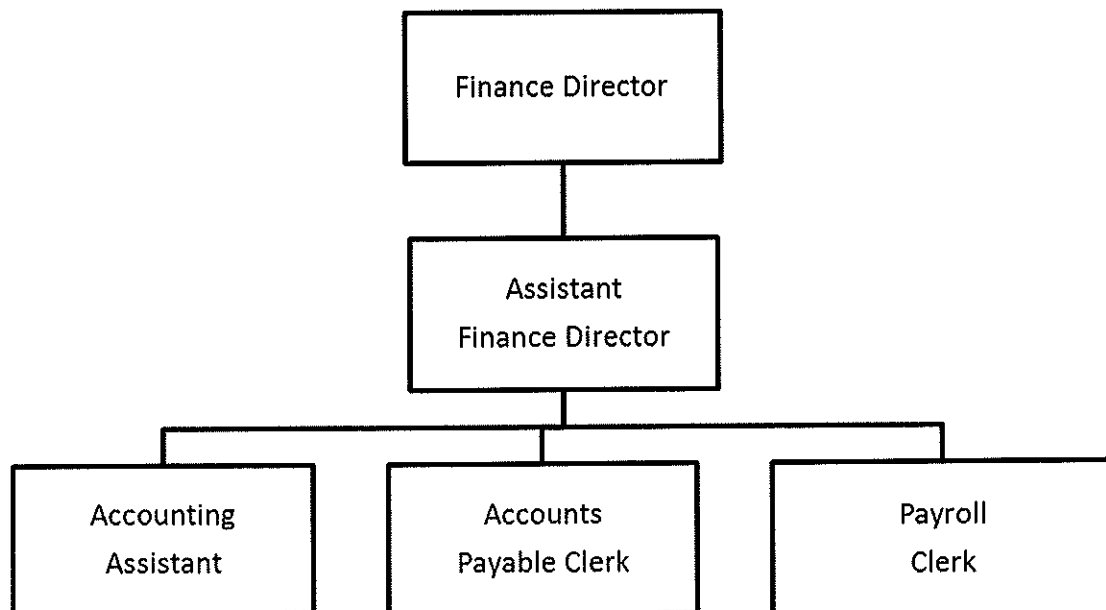 Finance Director
Assistant
Finance Director
Accounting
Assistant
Accounts
Payable Clerk
Payroll
Clerk